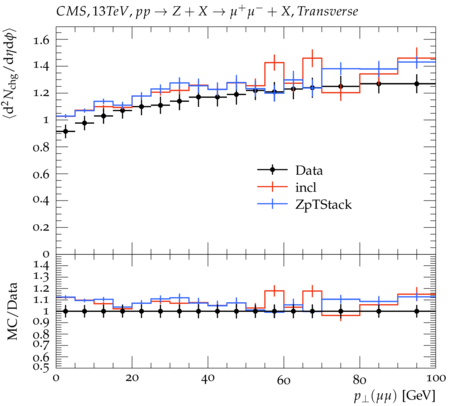 CMS, 13TeV, pp → Z + X → μ⁺μ⁻ + X, Transverse
⟨d²N_chg/dηdϕ⟩
1.6
1.4
1.2
1
0.8
0.6
0.4
0.2
0
Data
incl
ZpTStack
MC/Data
1.4
1.3
1.2
1.1
1
0.9
0.8
0.7
0.6
0.5
0 20 40 60 80 100
p⊥(μμ) [GeV]